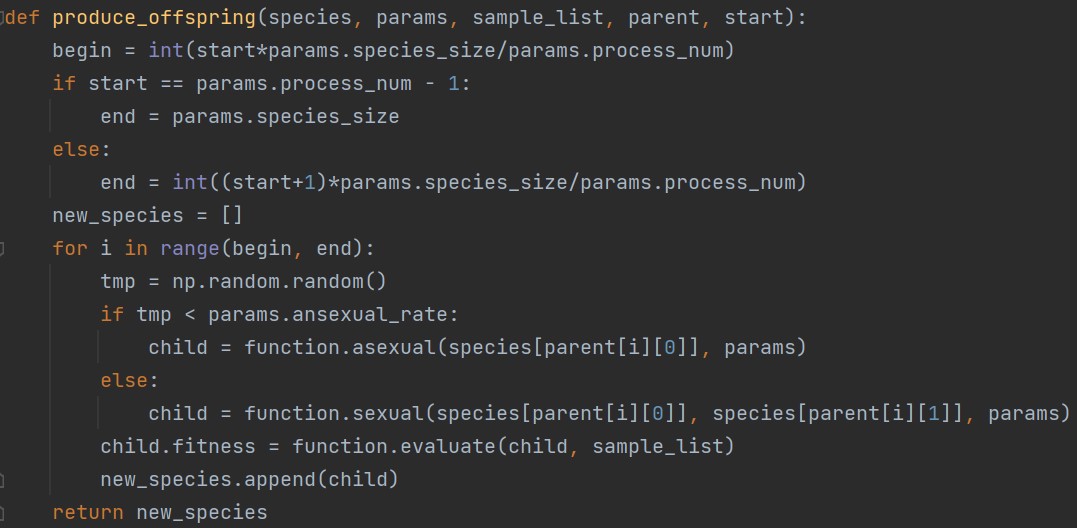 def produce_offspring(species, params, sample_list, parent, start):
    begin = int(start*params.species_size/params.process_num)
    if start == params.process_num - 1:
        end = params.species_size
    else:
        end = int((start+1)*params.species_size/params.process_num)
    new_species = []
    for i in range(begin, end):
        tmp = np.random.random()
        if tmp < params.ansexual_rate:
            child = function.asexual(species[parent[i][0]], params)
        else:
            child = function.sexual(species[parent[i][0]], species[parent[i][1]], params)
        child.fitness = function.evaluate(child, sample_list)
        new_species.append(child)
    return new_species